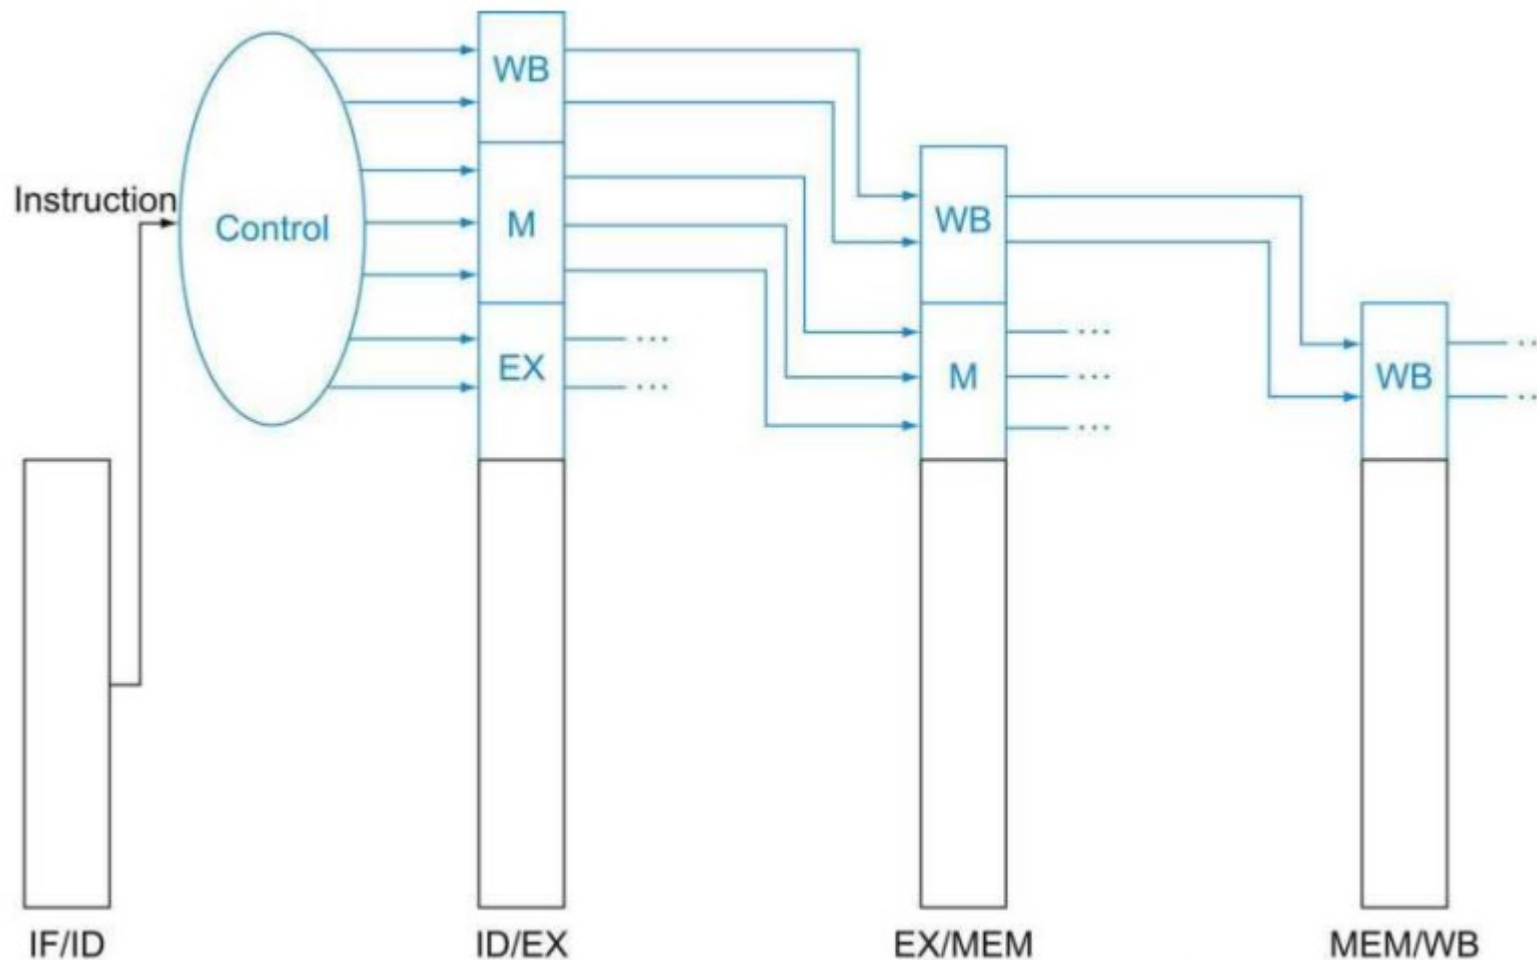 WB
Instruction
Control
M
WB
EX
...
...
M
...
...
...
WB
...
...
IF/ID
ID/EX
EX/MEM
MEM/WB